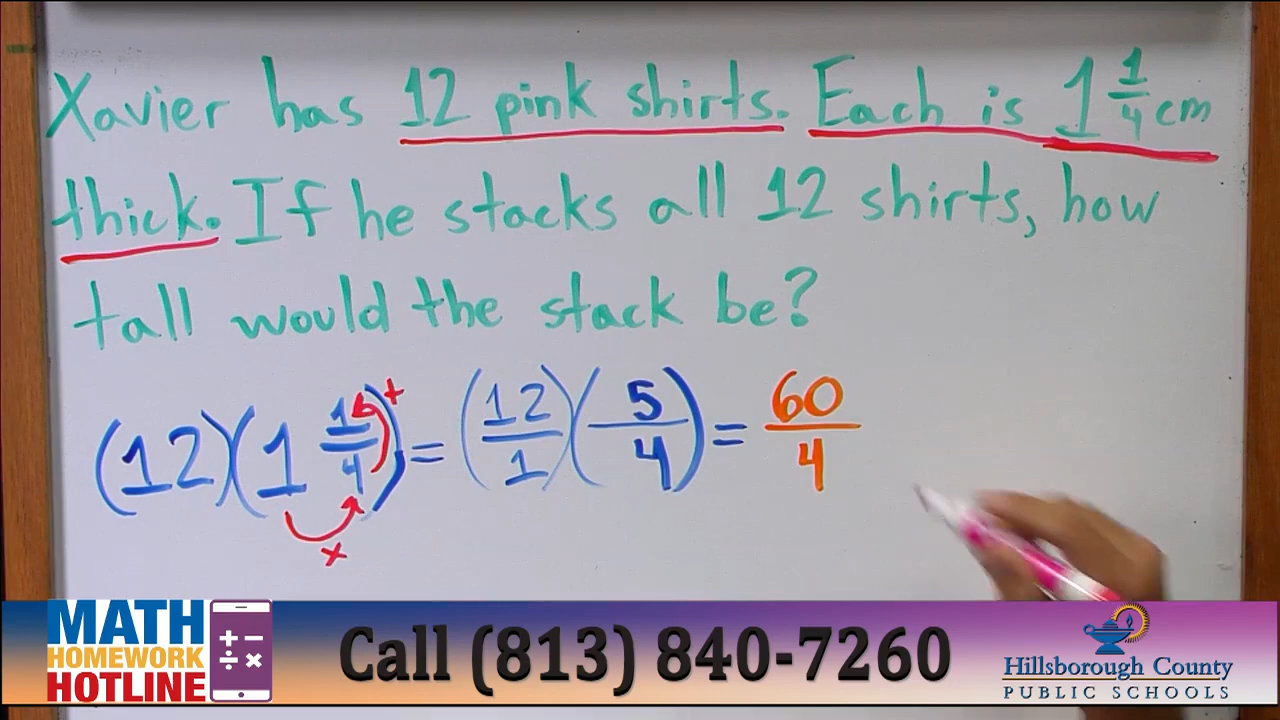 Xavier has 12 pink shirts. Each is 1 1/4 cm
thick. If he stacks all 12 shirts, how
tall would the stack be?
(12)(1 1/4) + = (12/1)(5/4) = 60/4
x
MATH
HOMEWORK
HOTLINE
+ −
÷ ×
Call (813) 840-7260
Hillsborough County
PUBLIC SCHOOLS